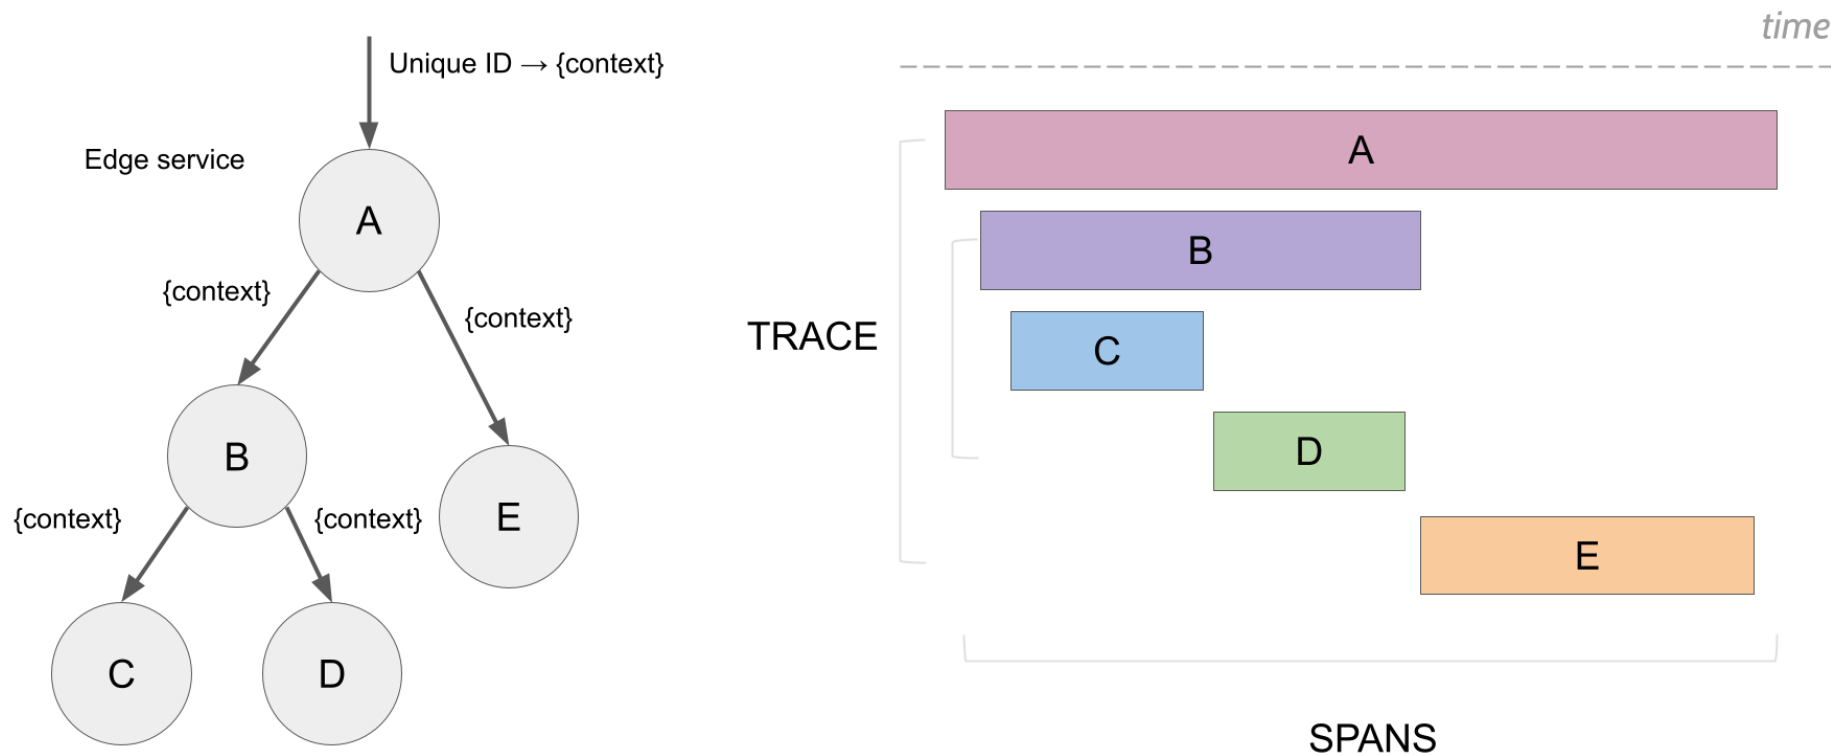 Unique ID → {context}
Edge service
A
{context}
{context}
B
E
{context}
{context}
C
D
time
A
B
C
D
E
TRACE
SPANS